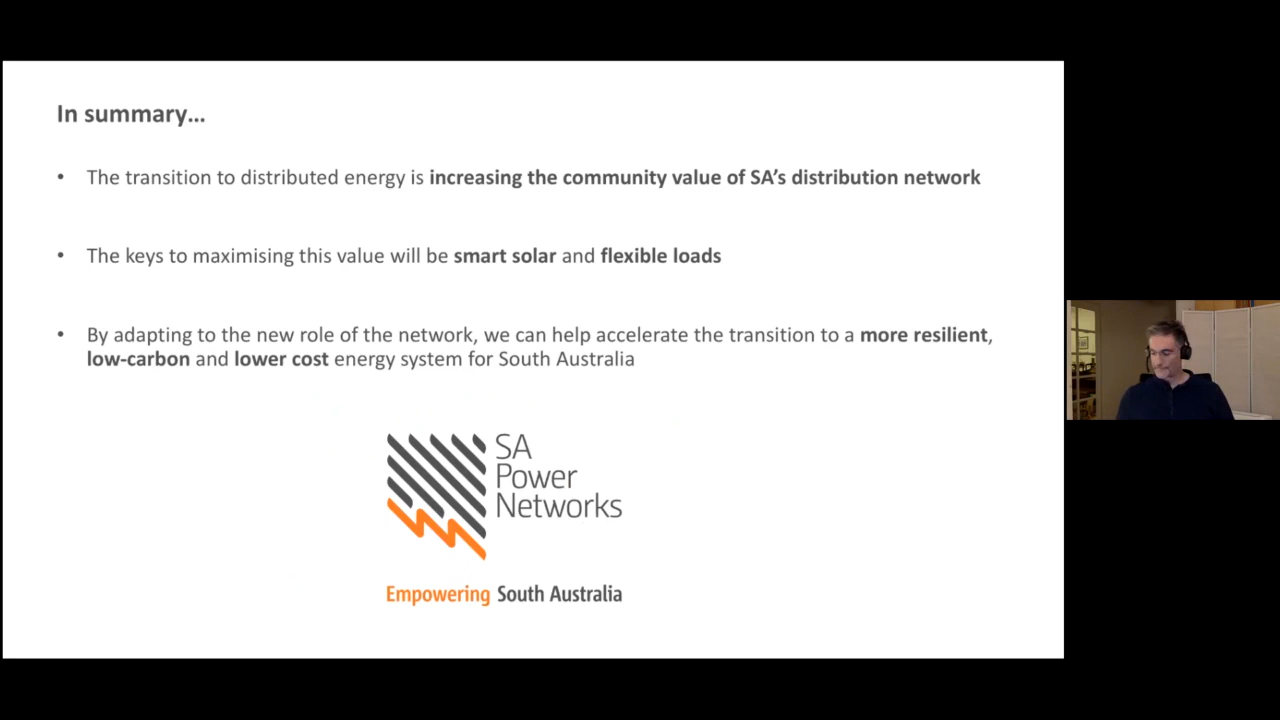 In summary...
• The transition to distributed energy is increasing the community value of SA's distribution network
• The keys to maximising this value will be smart solar and flexible loads
• By adapting to the new role of the network, we can help accelerate the transition to a more resilient,
low-carbon and lower cost energy system for South Australia
SA
Power
Networks
Empowering South Australia